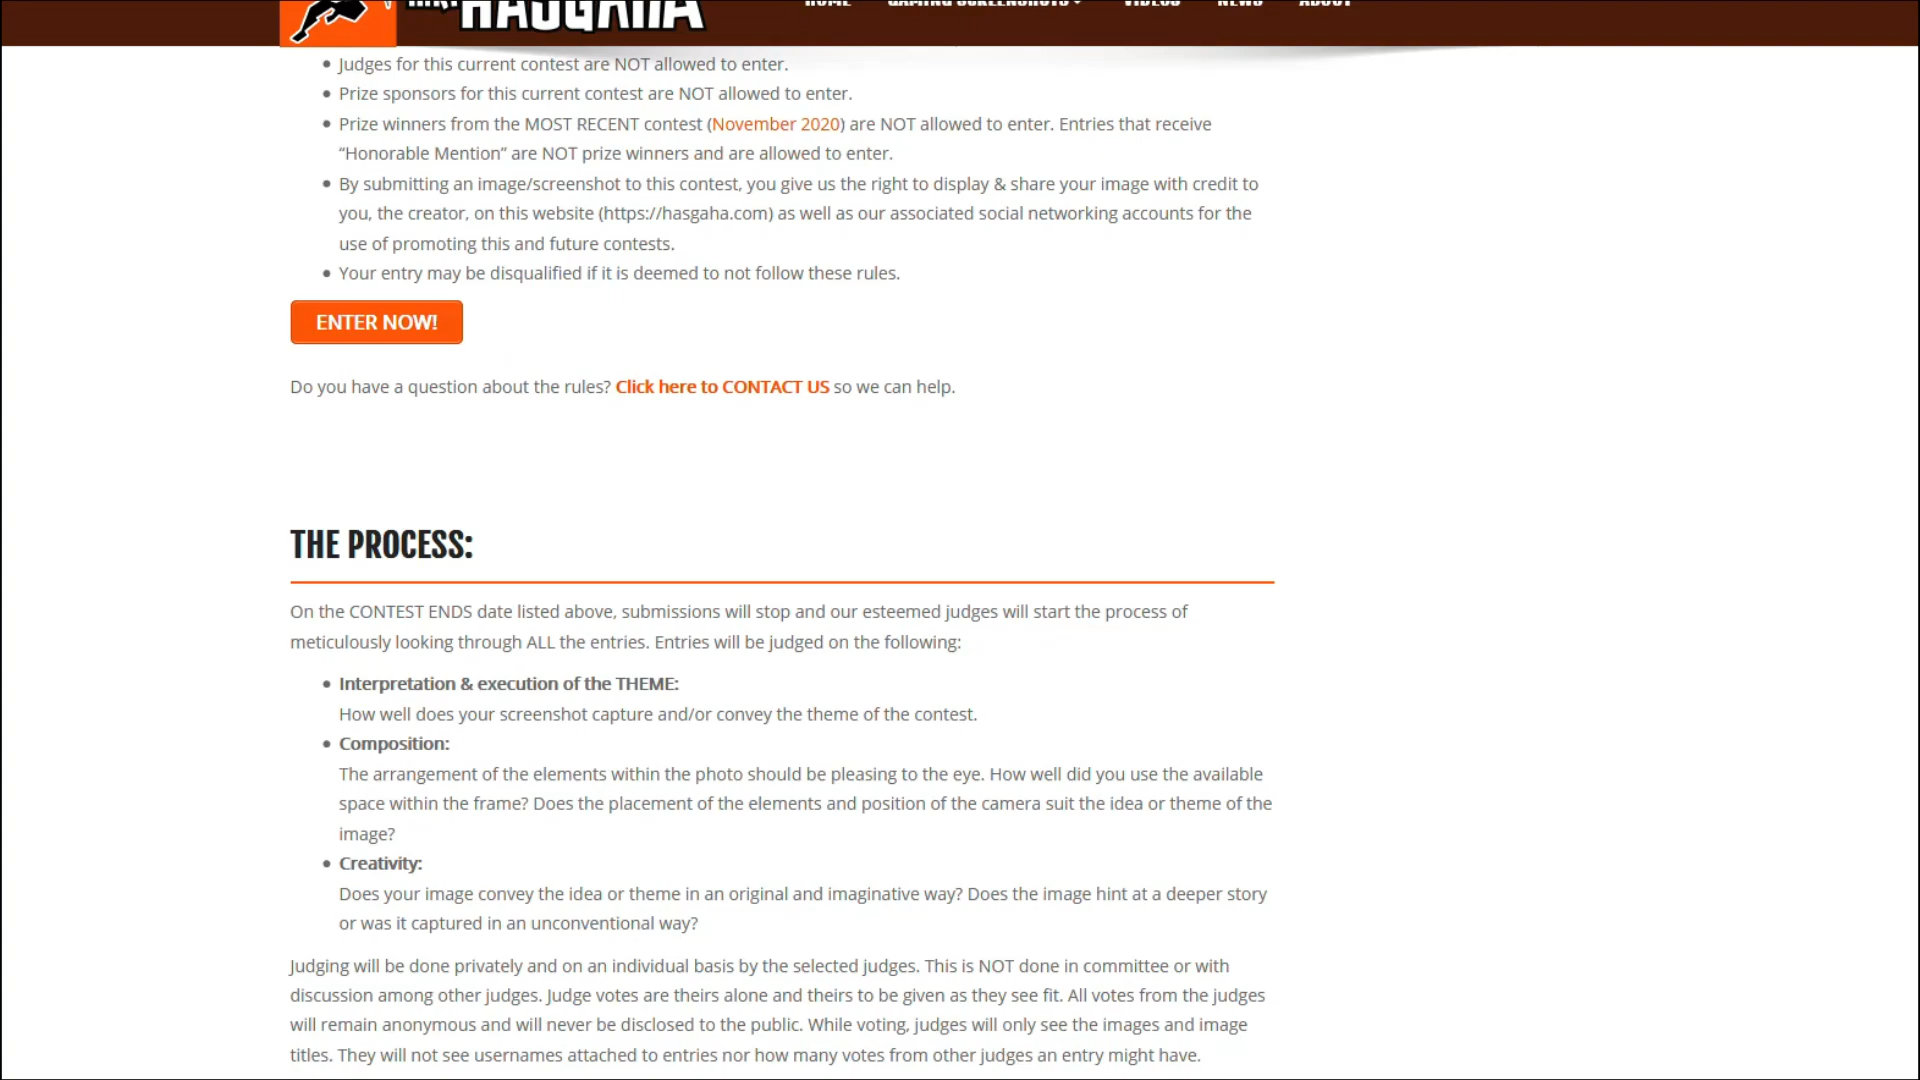 HASGAHA
HOME GAMING SCREENSHOTS VIDEOS NEWS ABOUT
Judges for this current contest are NOT allowed to enter.
Prize sponsors for this current contest are NOT allowed to enter.
Prize winners from the MOST RECENT contest (November 2020) are NOT allowed to enter. Entries that receive
“Honorable Mention” are NOT prize winners and are allowed to enter.
By submitting an image/screenshot to this contest, you give us the right to display & share your image with credit to
you, the creator, on this website (https://hasgaha.com) as well as our associated social networking accounts for the
use of promoting this and future contests.
Your entry may be disqualified if it is deemed to not follow these rules.
ENTER NOW!
Do you have a question about the rules? Click here to CONTACT US so we can help.
THE PROCESS:
On the CONTEST ENDS date listed above, submissions will stop and our esteemed judges will start the process of
meticulously looking through ALL the entries. Entries will be judged on the following:
Interpretation & execution of the THEME:
How well does your screenshot capture and/or convey the theme of the contest.
Composition:
The arrangement of the elements within the photo should be pleasing to the eye. How well did you use the available
space within the frame? Does the placement of the elements and position of the camera suit the idea or theme of the
image?
Creativity:
Does your image convey the idea or theme in an original and imaginative way? Does the image hint at a deeper story
or was it captured in an unconventional way?
Judging will be done privately and on an individual basis by the selected judges. This is NOT done in committee or with
discussion among other judges. Judge votes are theirs alone and theirs to be given as they see fit. All votes from the judges
will remain anonymous and will never be disclosed to the public. While voting, judges will only see the images and image
titles. They will not see usernames attached to entries nor how many votes from other judges an entry might have.